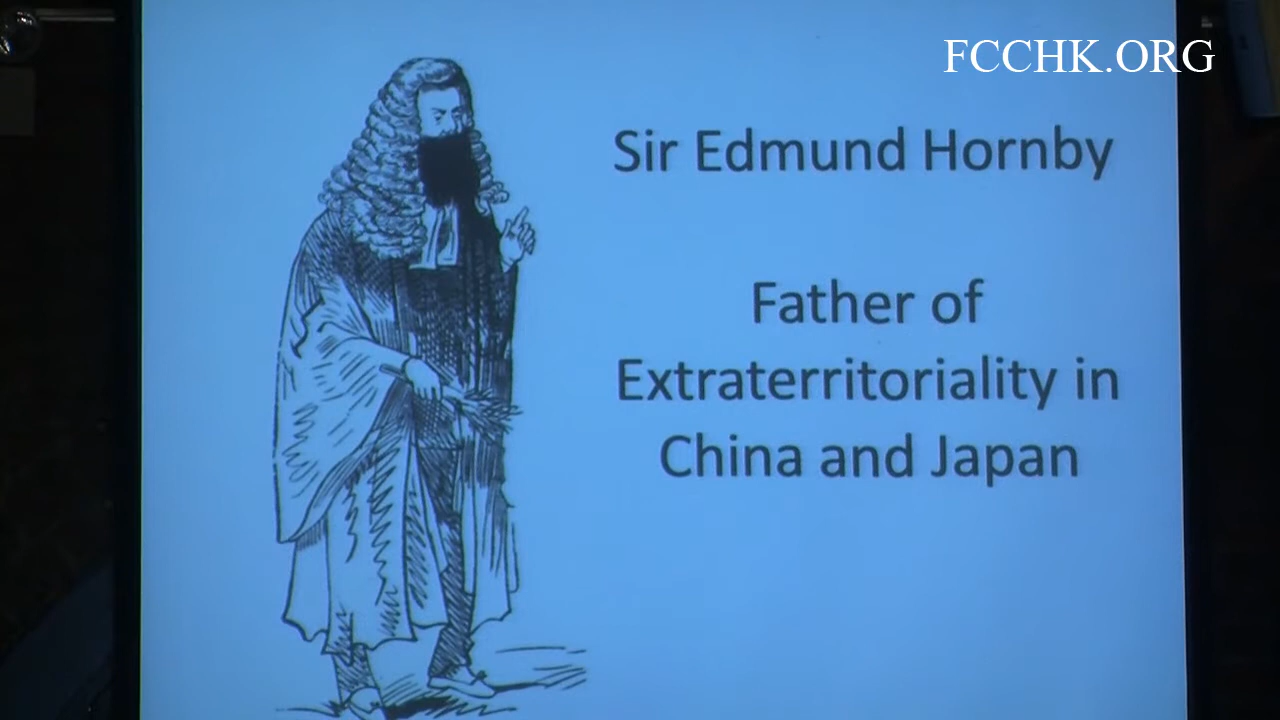 FCCHK.ORG
Sir Edmund Hornby
Father of
Extraterritoriality in
China and Japan